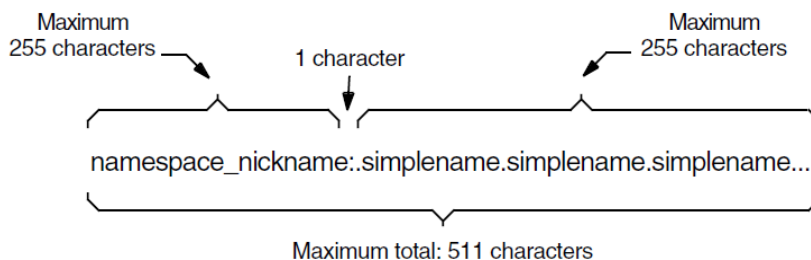 Maximum
255 characters
1 character
Maximum
255 characters
namespace_nickname:.simplename.simplename.simplename...
Maximum total: 511 characters